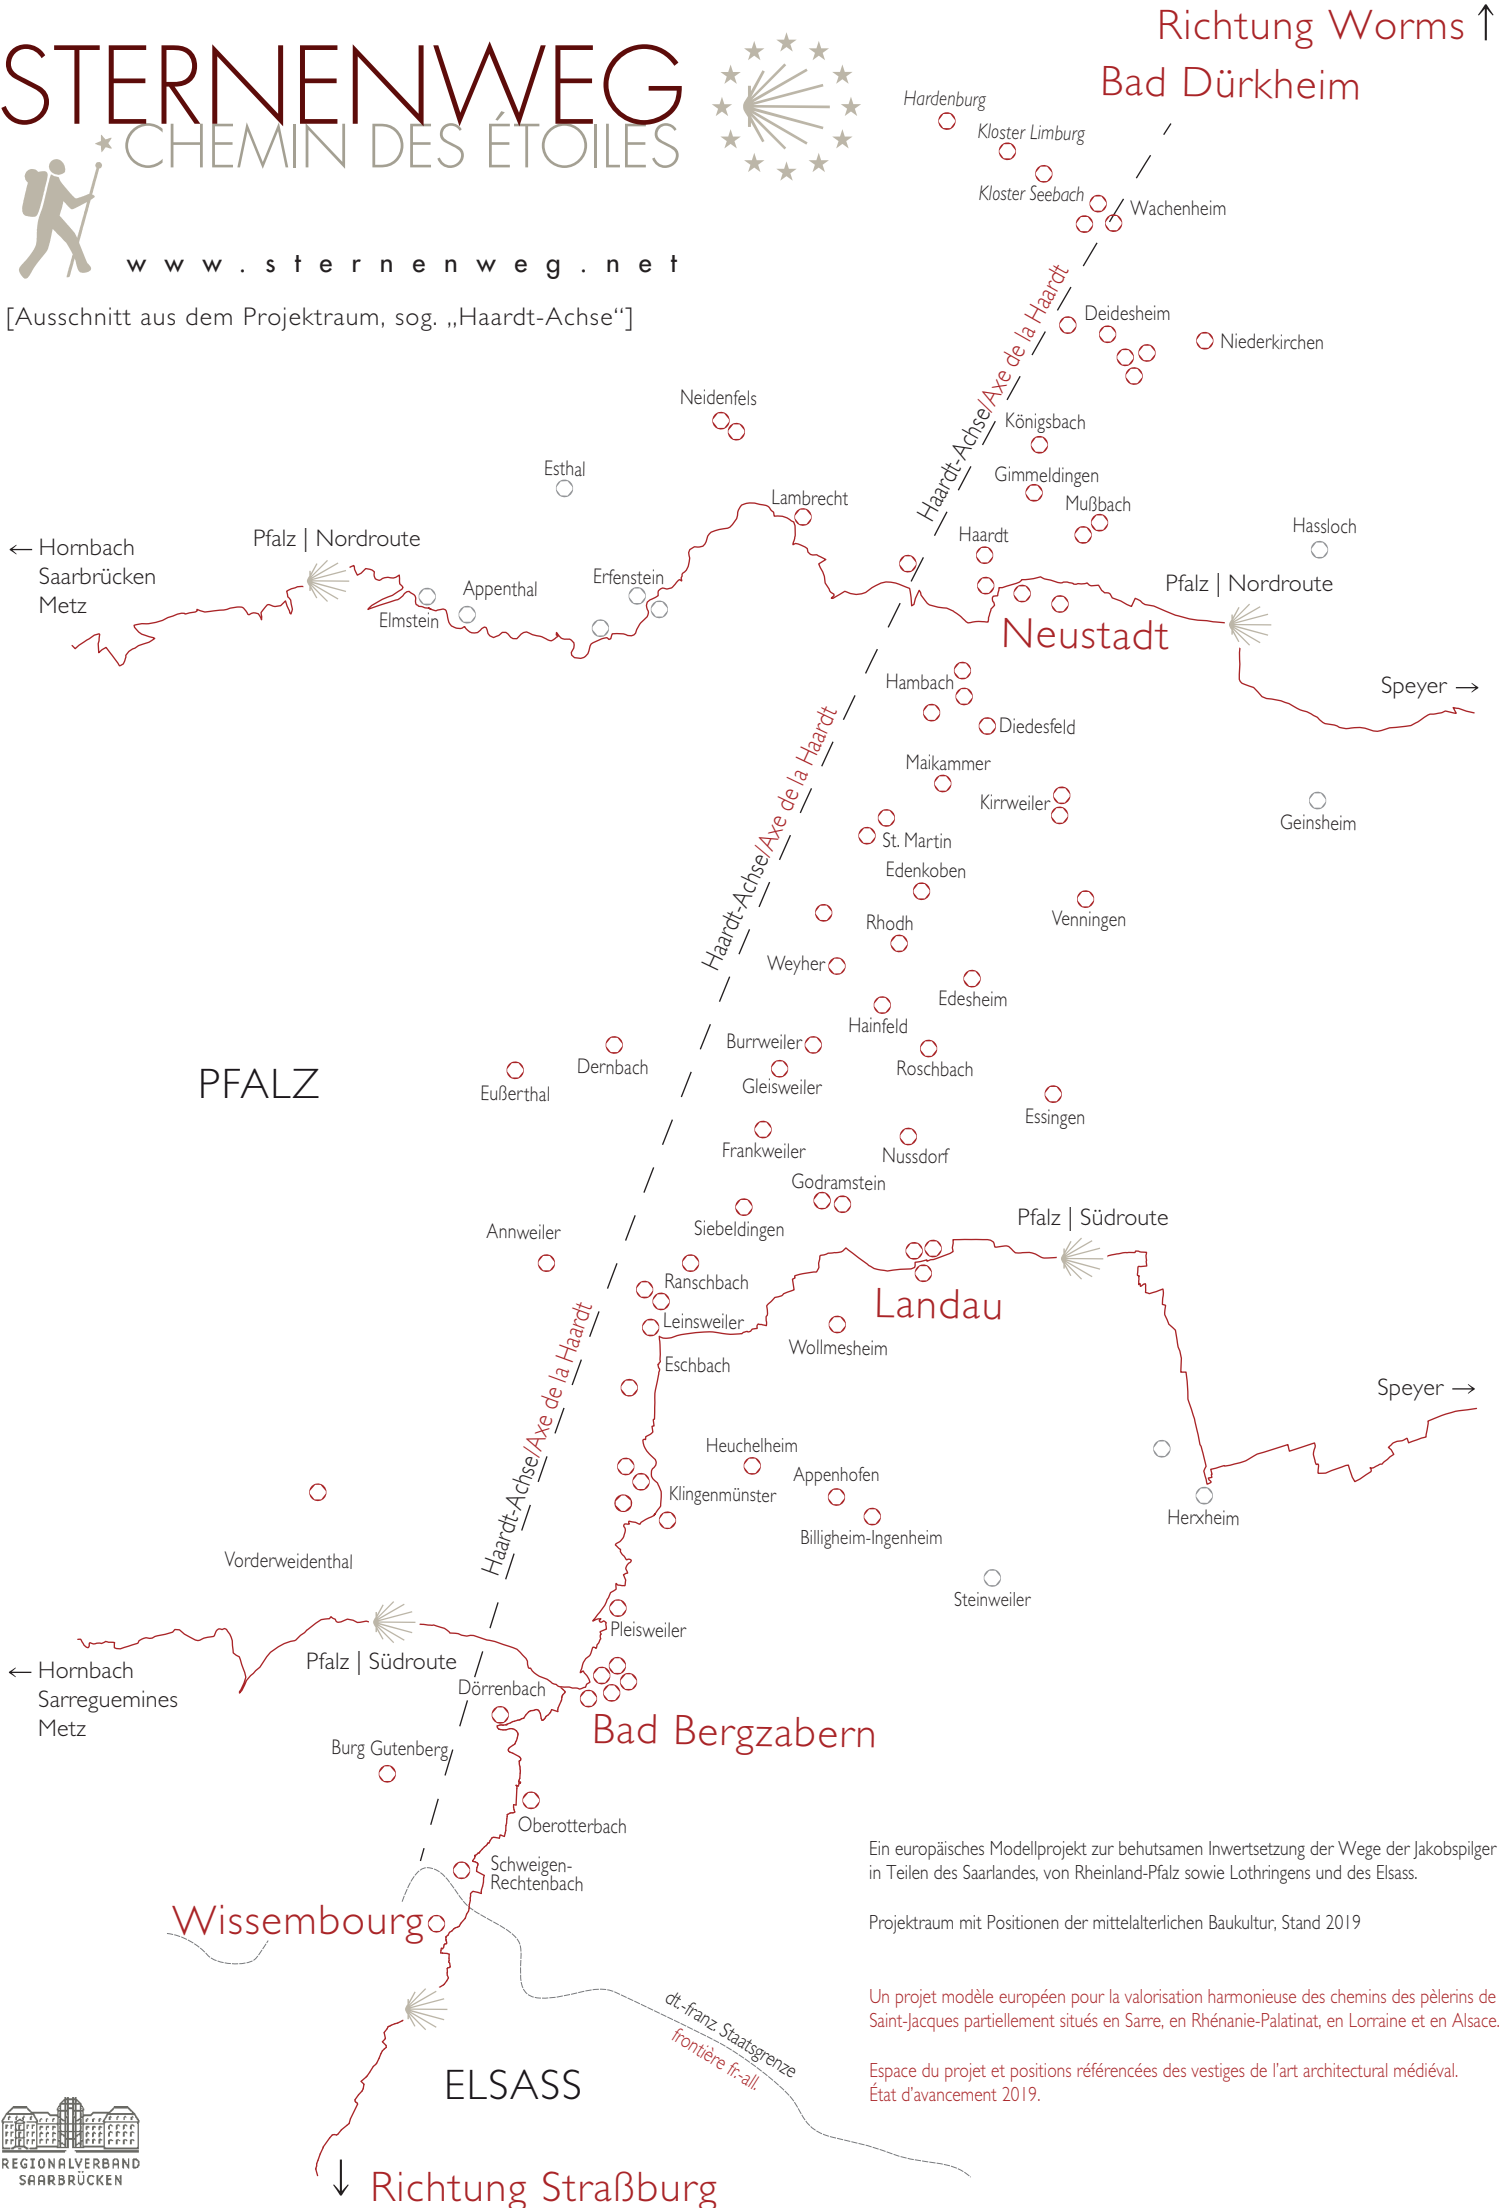 STERNENWEG
CHEMIN DES ÉTOILES
www.sternenweg.net
[Ausschnitt aus dem Projektraum, sog. „Haardt-Achse“]
Richtung Worms ↑
Bad Dürkheim
Hardenburg
Kloster Limburg
Kloster Seebach
Wachenheim
Haardt-Achse/Axe de la Haardt
Deidesheim
Niederkirchen
Neidenfels
Königsbach
Esthal
Gimmeldingen
Lambrecht
Mußbach
Hassloch
Haardt
Pfalz | Nordroute
← Hornbach
Saarbrücken
Metz
Appenthal
Erfenstein
Elmstein
Pfalz | Nordroute
Neustadt
Speyer →
Hambach
Diedesfeld
Haardt-Achse/Axe de la Haardt
Maikammer
Kirrweiler
Geinsheim
St. Martin
Edenkoben
Rhodh
Venningen
Weyher
Edesheim
Hainfeld
Burrweiler
Dernbach
Roschbach
PFALZ
Eußerthal
Gleisweiler
Essingen
Frankweiler
Nussdorf
Godramstein
Siebeldingen
Pfalz | Südroute
Annweiler
Ranschbach
Landau
Leinsweiler
Wollmesheim
Eschbach
Haardt-Achse/Axe de la Haardt
Speyer →
Heuchelheim
Appenhofen
Klingenmünster
Herxheim
Billigheim-Ingenheim
Vorderweidenthal
Steinweiler
Pleisweiler
Pfalz | Südroute
← Hornbach
Sarreguemines
Metz
Dörrenbach
Bad Bergzabern
Burg Gutenberg
Oberotterbach
Schweigen-
Rechtenbach
Wissembourg
Ein europäisches Modellprojekt zur behutsamen Inwertsetzung der Wege der Jakobspilger
in Teilen des Saarlandes, von Rheinland-Pfalz sowie Lothringens und des Elsass.
Projektraum mit Positionen der mittelalterlichen Baukultur, Stand 2019
Un projet modèle européen pour la valorisation harmonieuse des chemins des pèlerins de
Saint-Jacques partiellement situés en Sarre, en Rhénanie-Palatinat, en Lorraine et en Alsace.
Espace du projet et positions référencées des vestiges de l'art architectural médiéval.
État d'avancement 2019.
dt.-franz. Staatsgrenze
frontière fr.-all.
ELSASS
REGIONALVERBAND
SAARBRÜCKEN
↓ Richtung Straßburg